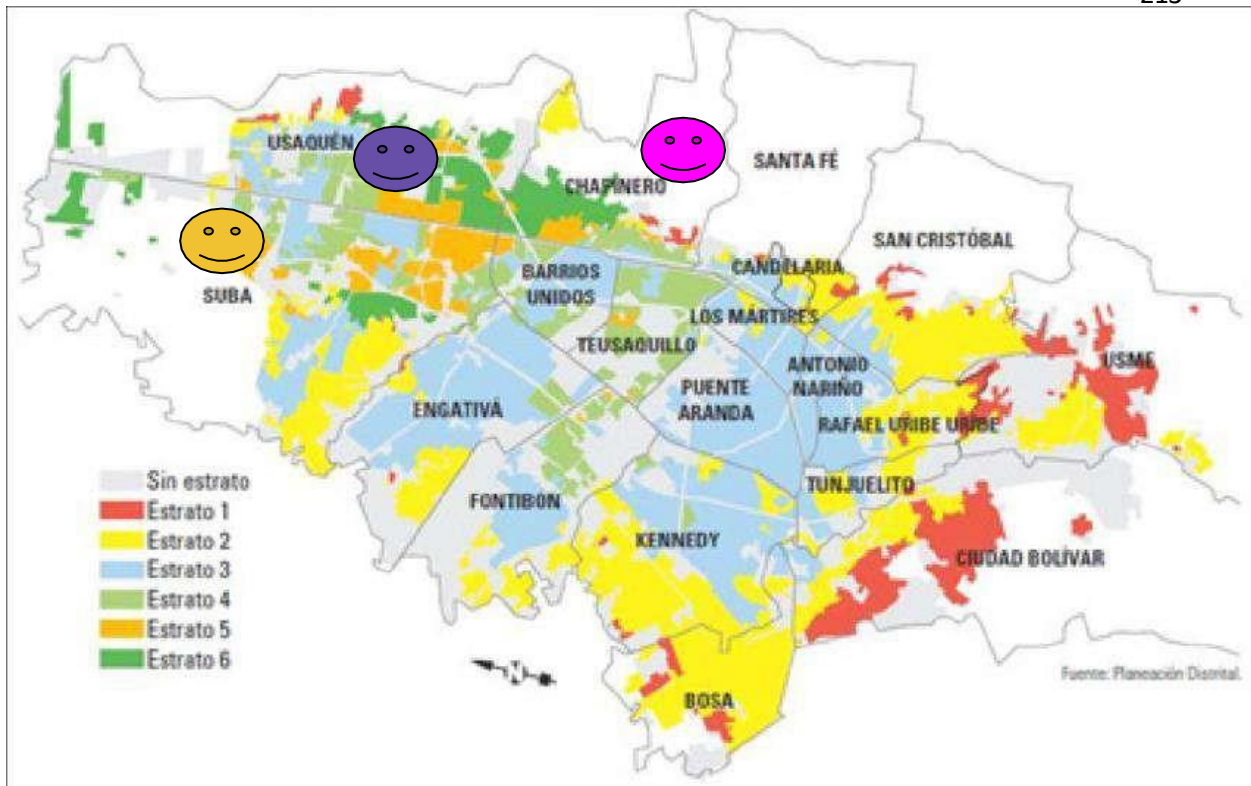 USAQUÉN
SANTA FÉ
CHAPINERO
SAN CRISTÓBAL
CANDELARIA
BARRIOS
UNIDOS
SUBA
LOS MÁRTIRES
TEUSAQUILLO
ANTONIO
NARIÑO
USME
PUENTE
ARANDA
ENGATIVÁ
RAFAEL URIBE URIBE
Sin estrato
Estrato 1
Estrato 2
Estrato 3
Estrato 4
Estrato 5
Estrato 6
TUNJUELITO
FONTIBON
KENNEDY
CIUDAD BOLÍVAR
N
Fuente: Planeación Distrital.
BOSA